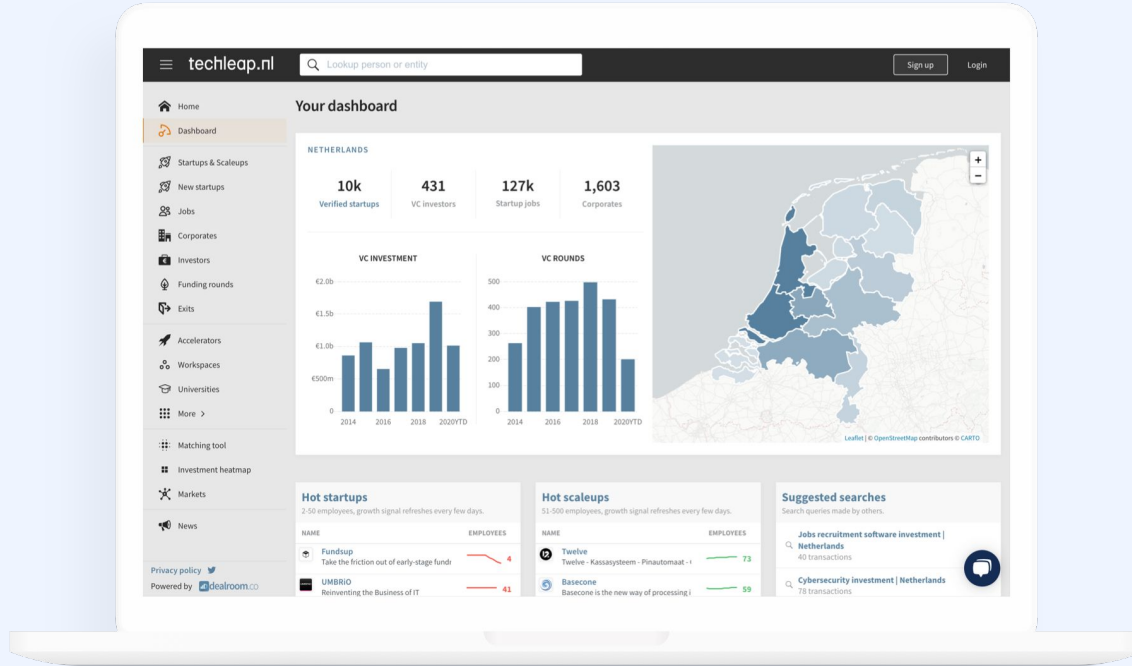 techleap.nl
Lookup person or entity
Sign up
Login
Home
Dashboard
Startups & Scaleups
New startups
Jobs
Corporates
Investors
Funding rounds
Exits
Accelerators
Workspaces
Universities
More >
Matching tool
Investment heatmap
Markets
News
Privacy policy
Powered by dealroom.co
Your dashboard
NETHERLANDS
10k
Verified startups
431
VC investors
127k
Startup jobs
1,603
Corporates
VC INVESTMENT
€2.0b
€1.5b
€1.0b
€500m
0
2014 2016 2018 2020YTD
VC ROUNDS
500
400
300
200
100
0
2014 2016 2018 2020YTD
+
−
Leaflet | © OpenStreetMap contributors © CARTO
Hot startups
2-50 employees, growth signal refreshes every few days.
NAME EMPLOYEES
Fundsup
Take the friction out of early-stage fundi
4
UMBRiO
Reinventing the Business of IT
41
Hot scaleups
51-500 employees, growth signal refreshes every few days.
NAME EMPLOYEES
Twelve
Twelve - Kassasysteem - Pinautomaat -
73
Basecone
Basecone is the new way of processing i
59
Suggested searches
Search queries made by others.
Jobs recruitment software investment |
Netherlands
40 transactions
Cybersecurity investment | Netherlands
78 transactions